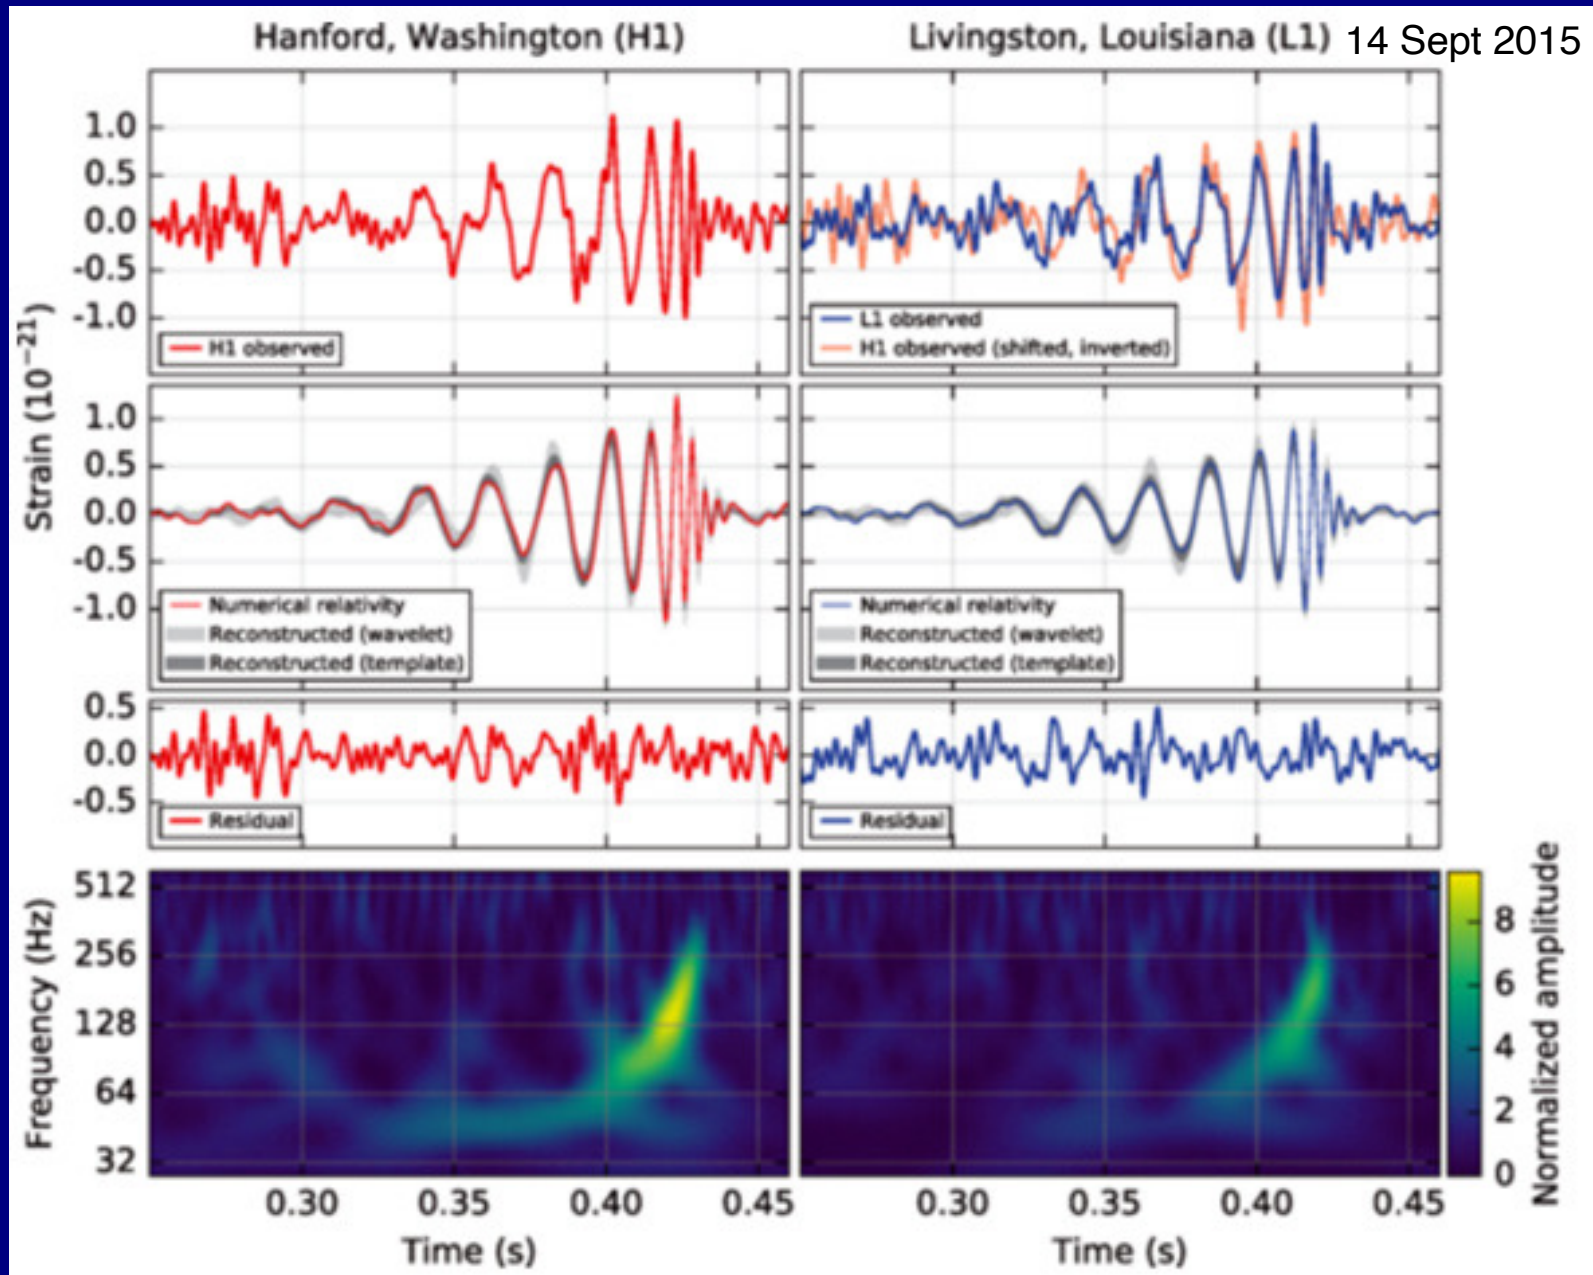 Hanford, Washington (H1)
Livingston, Louisiana (L1)
14 Sept 2015
Strain (10⁻²¹)
1.0
0.5
0.0
-0.5
-1.0
H1 observed
L1 observed
H1 observed (shifted, inverted)
1.0
0.5
0.0
-0.5
-1.0
Numerical relativity
Reconstructed (wavelet)
Reconstructed (template)
Numerical relativity
Reconstructed (wavelet)
Reconstructed (template)
0.5
0.0
-0.5
Residual
Residual
Frequency (Hz)
512
256
128
64
32
Normalized amplitude
8
6
4
2
0
0.30 0.35 0.40 0.45
0.30 0.35 0.40 0.45
Time (s)
Time (s)